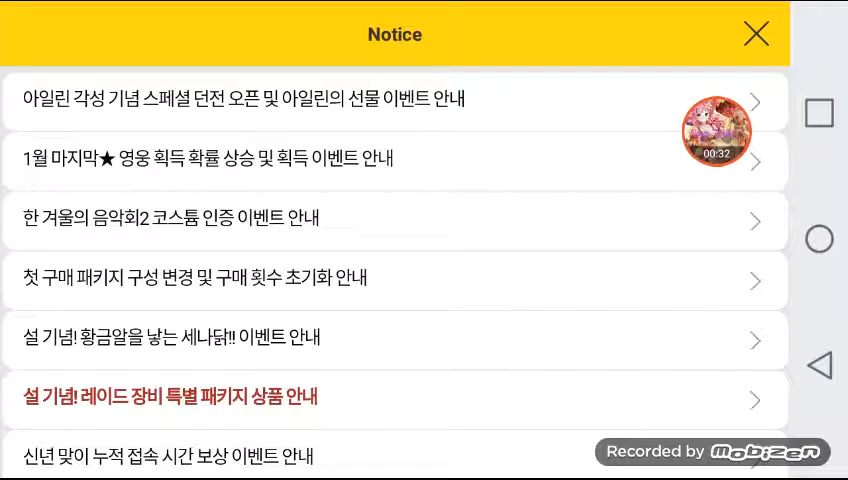 Notice
아일린 각성 기념 스페셜 던전 오픈 및 아일린의 선물 이벤트 안내
00:32
1월 마지막★ 영웅 획득 확률 상승 및 획득 이벤트 안내
한 겨울의 음악회2 코스튬 인증 이벤트 안내
첫 구매 패키지 구성 변경 및 구매 횟수 초기화 안내
설 기념! 황금알을 낳는 세나닭!! 이벤트 안내
설 기념! 레이드 장비 특별 패키지 상품 안내
신년 맞이 누적 접속 시간 보상 이벤트 안내
Recorded by Mobizen